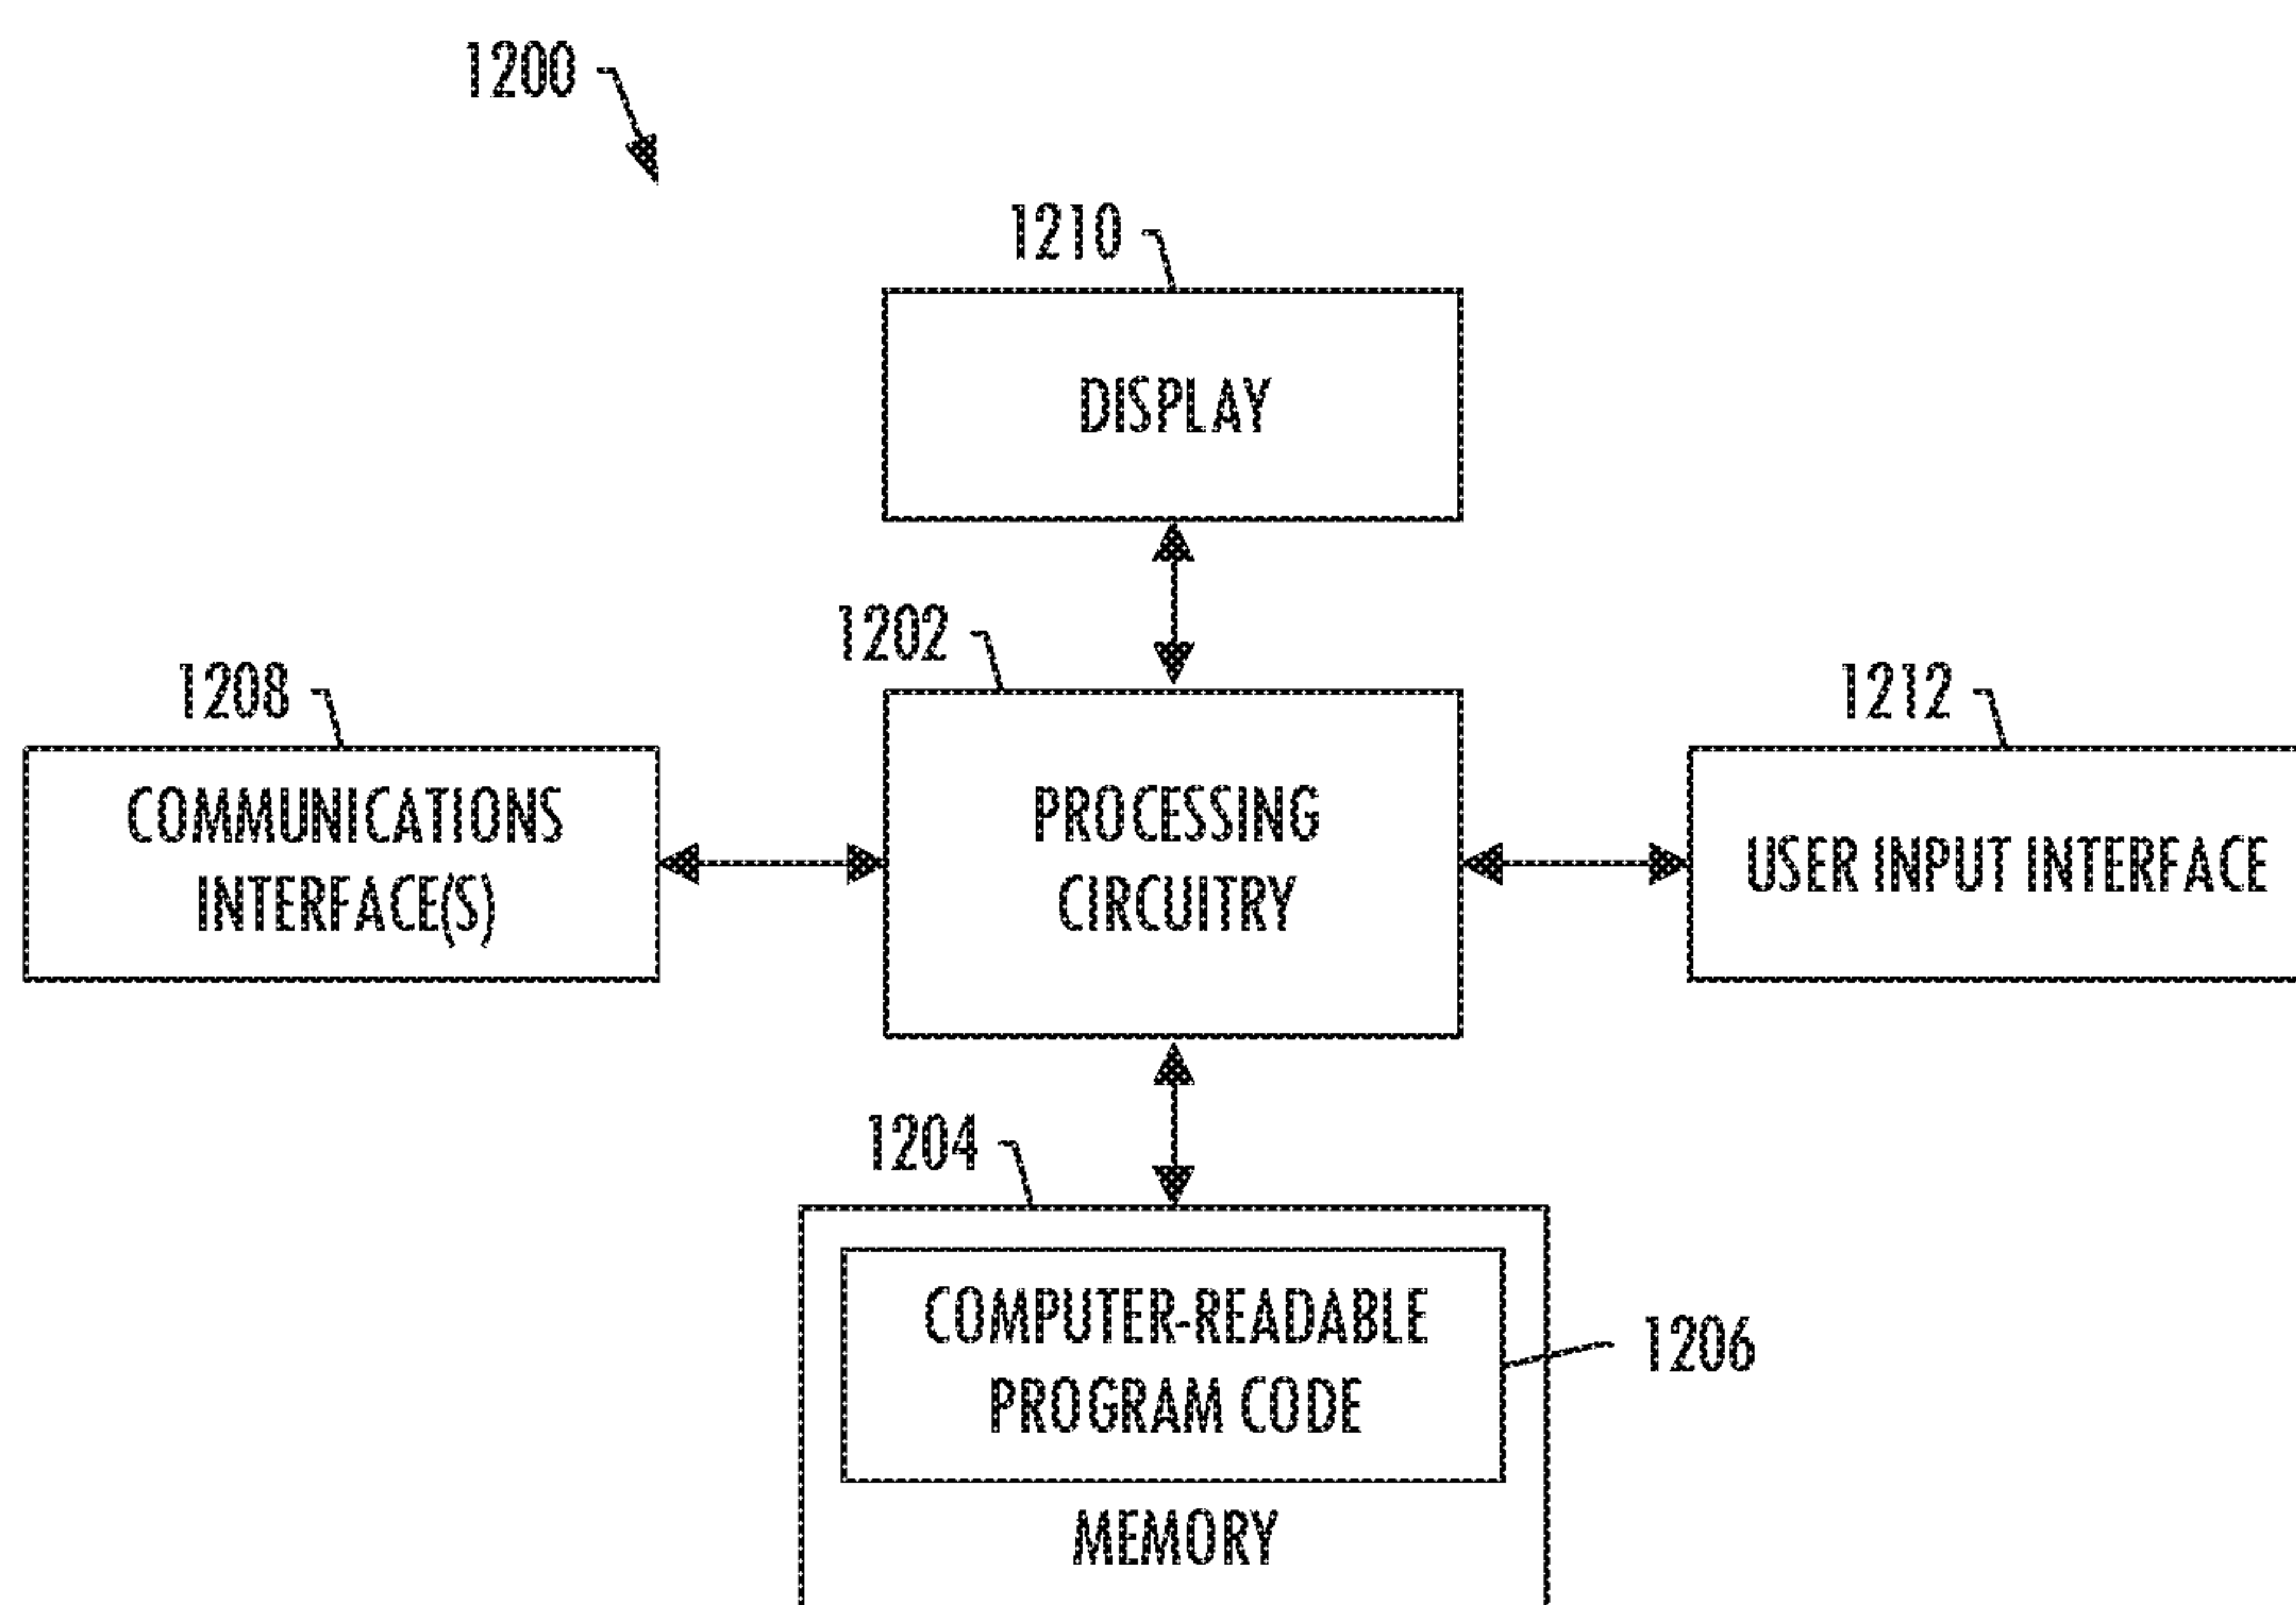 1200
1210
DISPLAY
1202
1208
1212
COMMUNICATIONS
INTERFACE(S)
PROCESSING
CIRCUITRY
USER INPUT INTERFACE
1204
COMPUTER-READABLE
PROGRAM CODE
1206
MEMORY